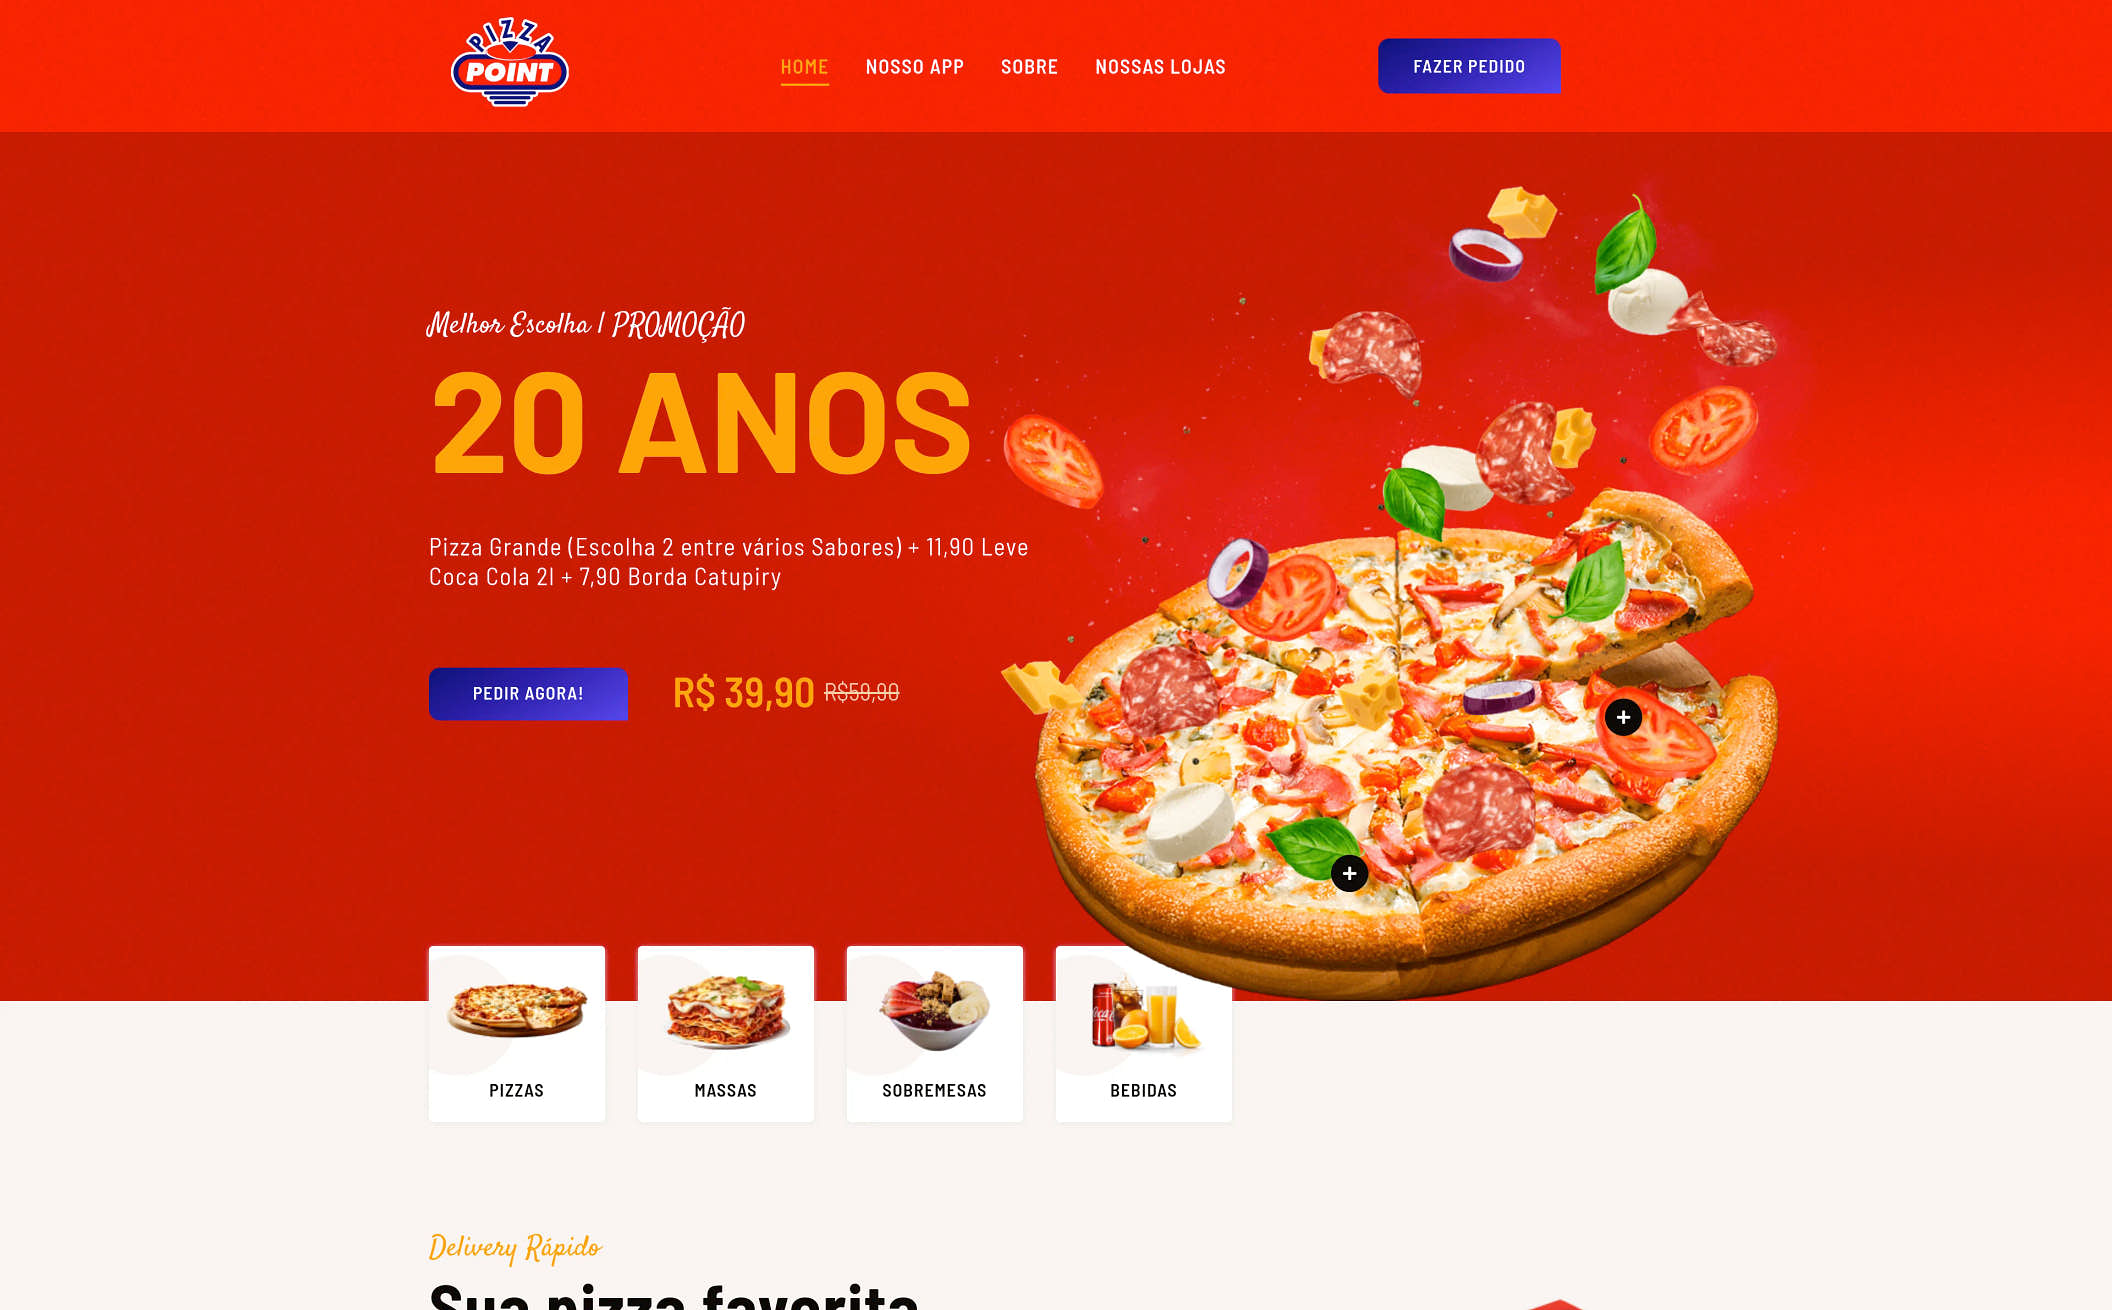 PIZZA
POINT
HOME
NOSSO APP
SOBRE
NOSSAS LOJAS
FAZER PEDIDO
Melhor Escolha | PROMOÇÃO
20 ANOS
Pizza Grande (Escolha 2 entre vários Sabores) + 11,90 Leve
Coca Cola 2l + 7,90 Borda Catupiry
PEDIR AGORA!
R$ 39,90 R$59,90
PIZZAS
MASSAS
SOBREMESAS
BEBIDAS
Delivery Rápido
Sua pizza favorita